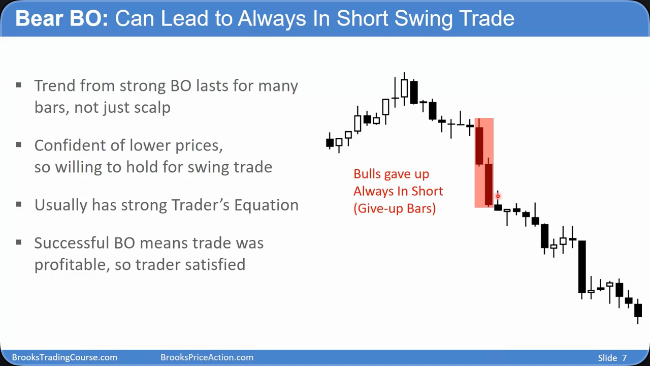 Bear BO: Can Lead to Always In Short Swing Trade
▪ Trend from strong BO lasts for many
bars, not just scalp
▪ Confident of lower prices,
so willing to hold for swing trade
▪ Usually has strong Trader's Equation
▪ Successful BO means trade was
profitable, so trader satisfied
Bulls gave up
Always In Short
(Give-up Bars)
BrooksTradingCourse.com
BrooksPriceAction.com
Slide 7